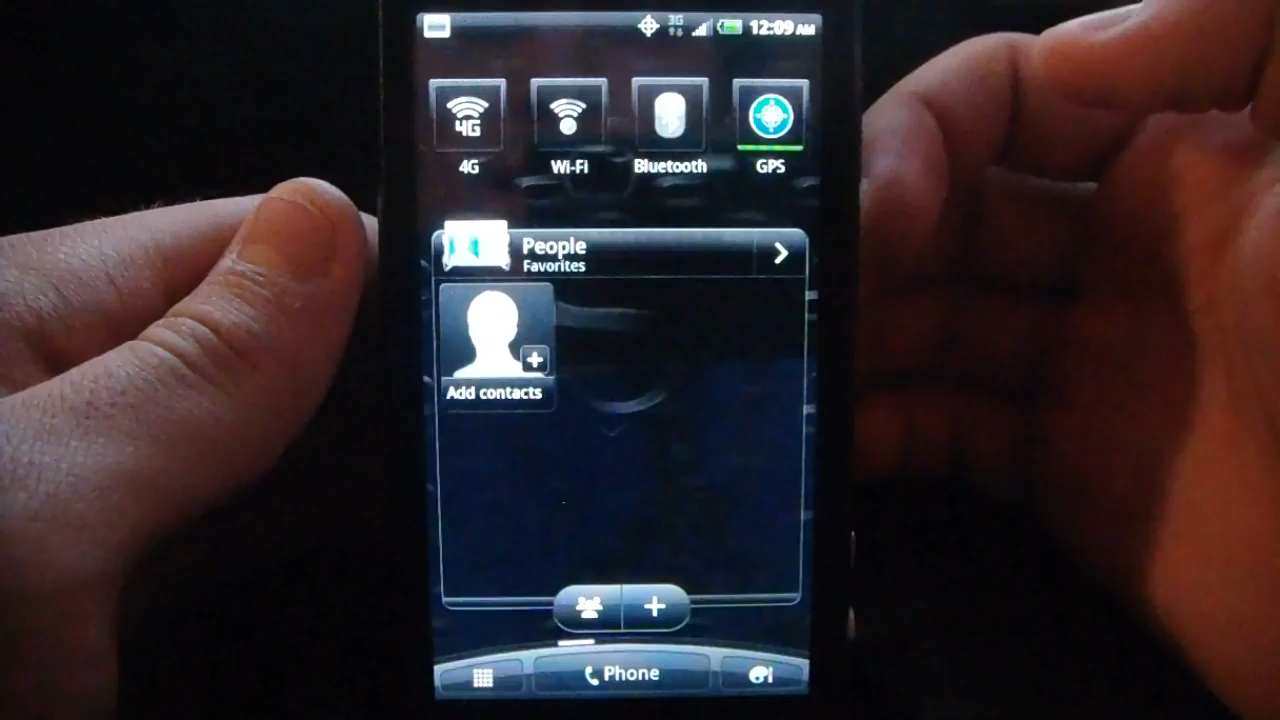 3G 12:09 AM
4G
4G Wi-Fi Bluetooth GPS
People
Favorites
Add contacts
Phone